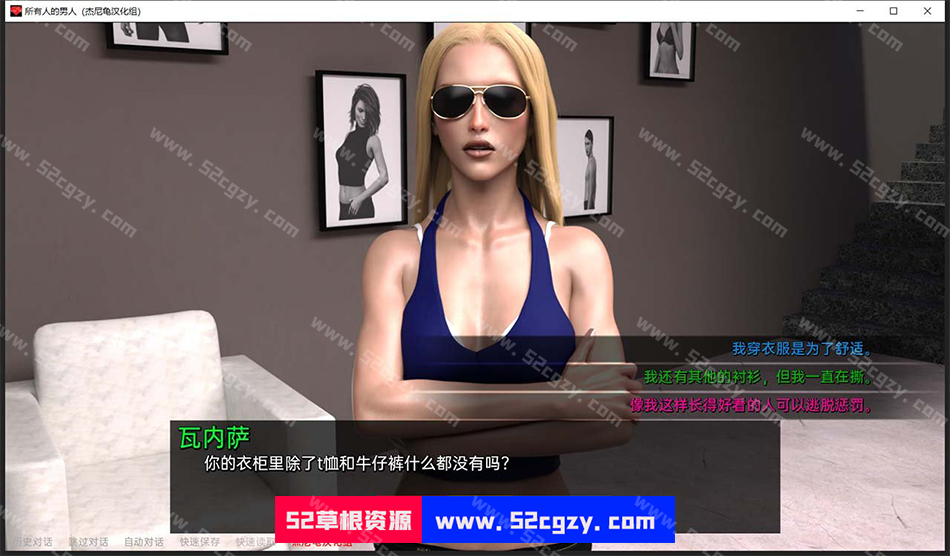 所有人的男人（杰尼龟汉化组）
我穿衣服是为了舒适。
我还有其他的衬衫，但我一直在撕。
像我这样长得好看的人可以逃脱惩罚。
瓦内萨
你的衣柜里除了t恤和牛仔裤什么都没有吗？
52草根资源 www.52cgzy.com
历史对话 跳过对话 自动对话 快速保存 快速读取
www.52cgzy.com